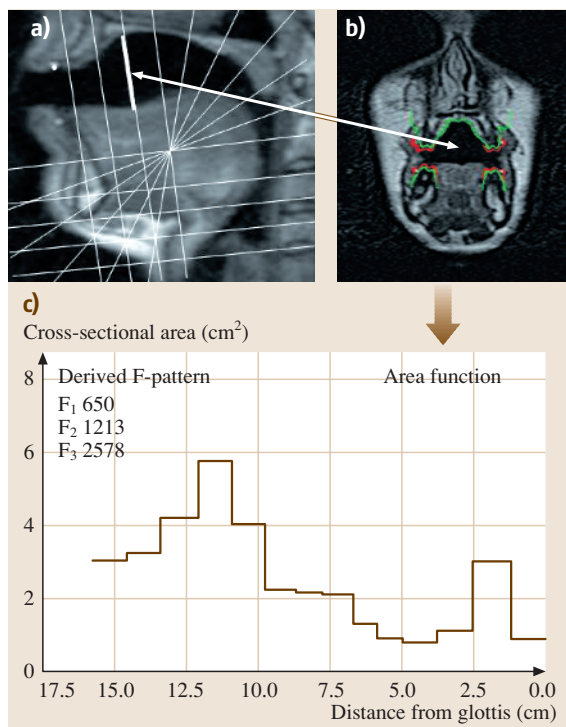 a)
b)
c)
Cross-sectional area (cm²)
8
Derived F-pattern
Area function
F₁ 650
F₂ 1213
F₃ 2578
6
4
2
0
17.5 15.0 12.5 10.0 7.5 5.0 2.5 0.0
Distance from glottis (cm)